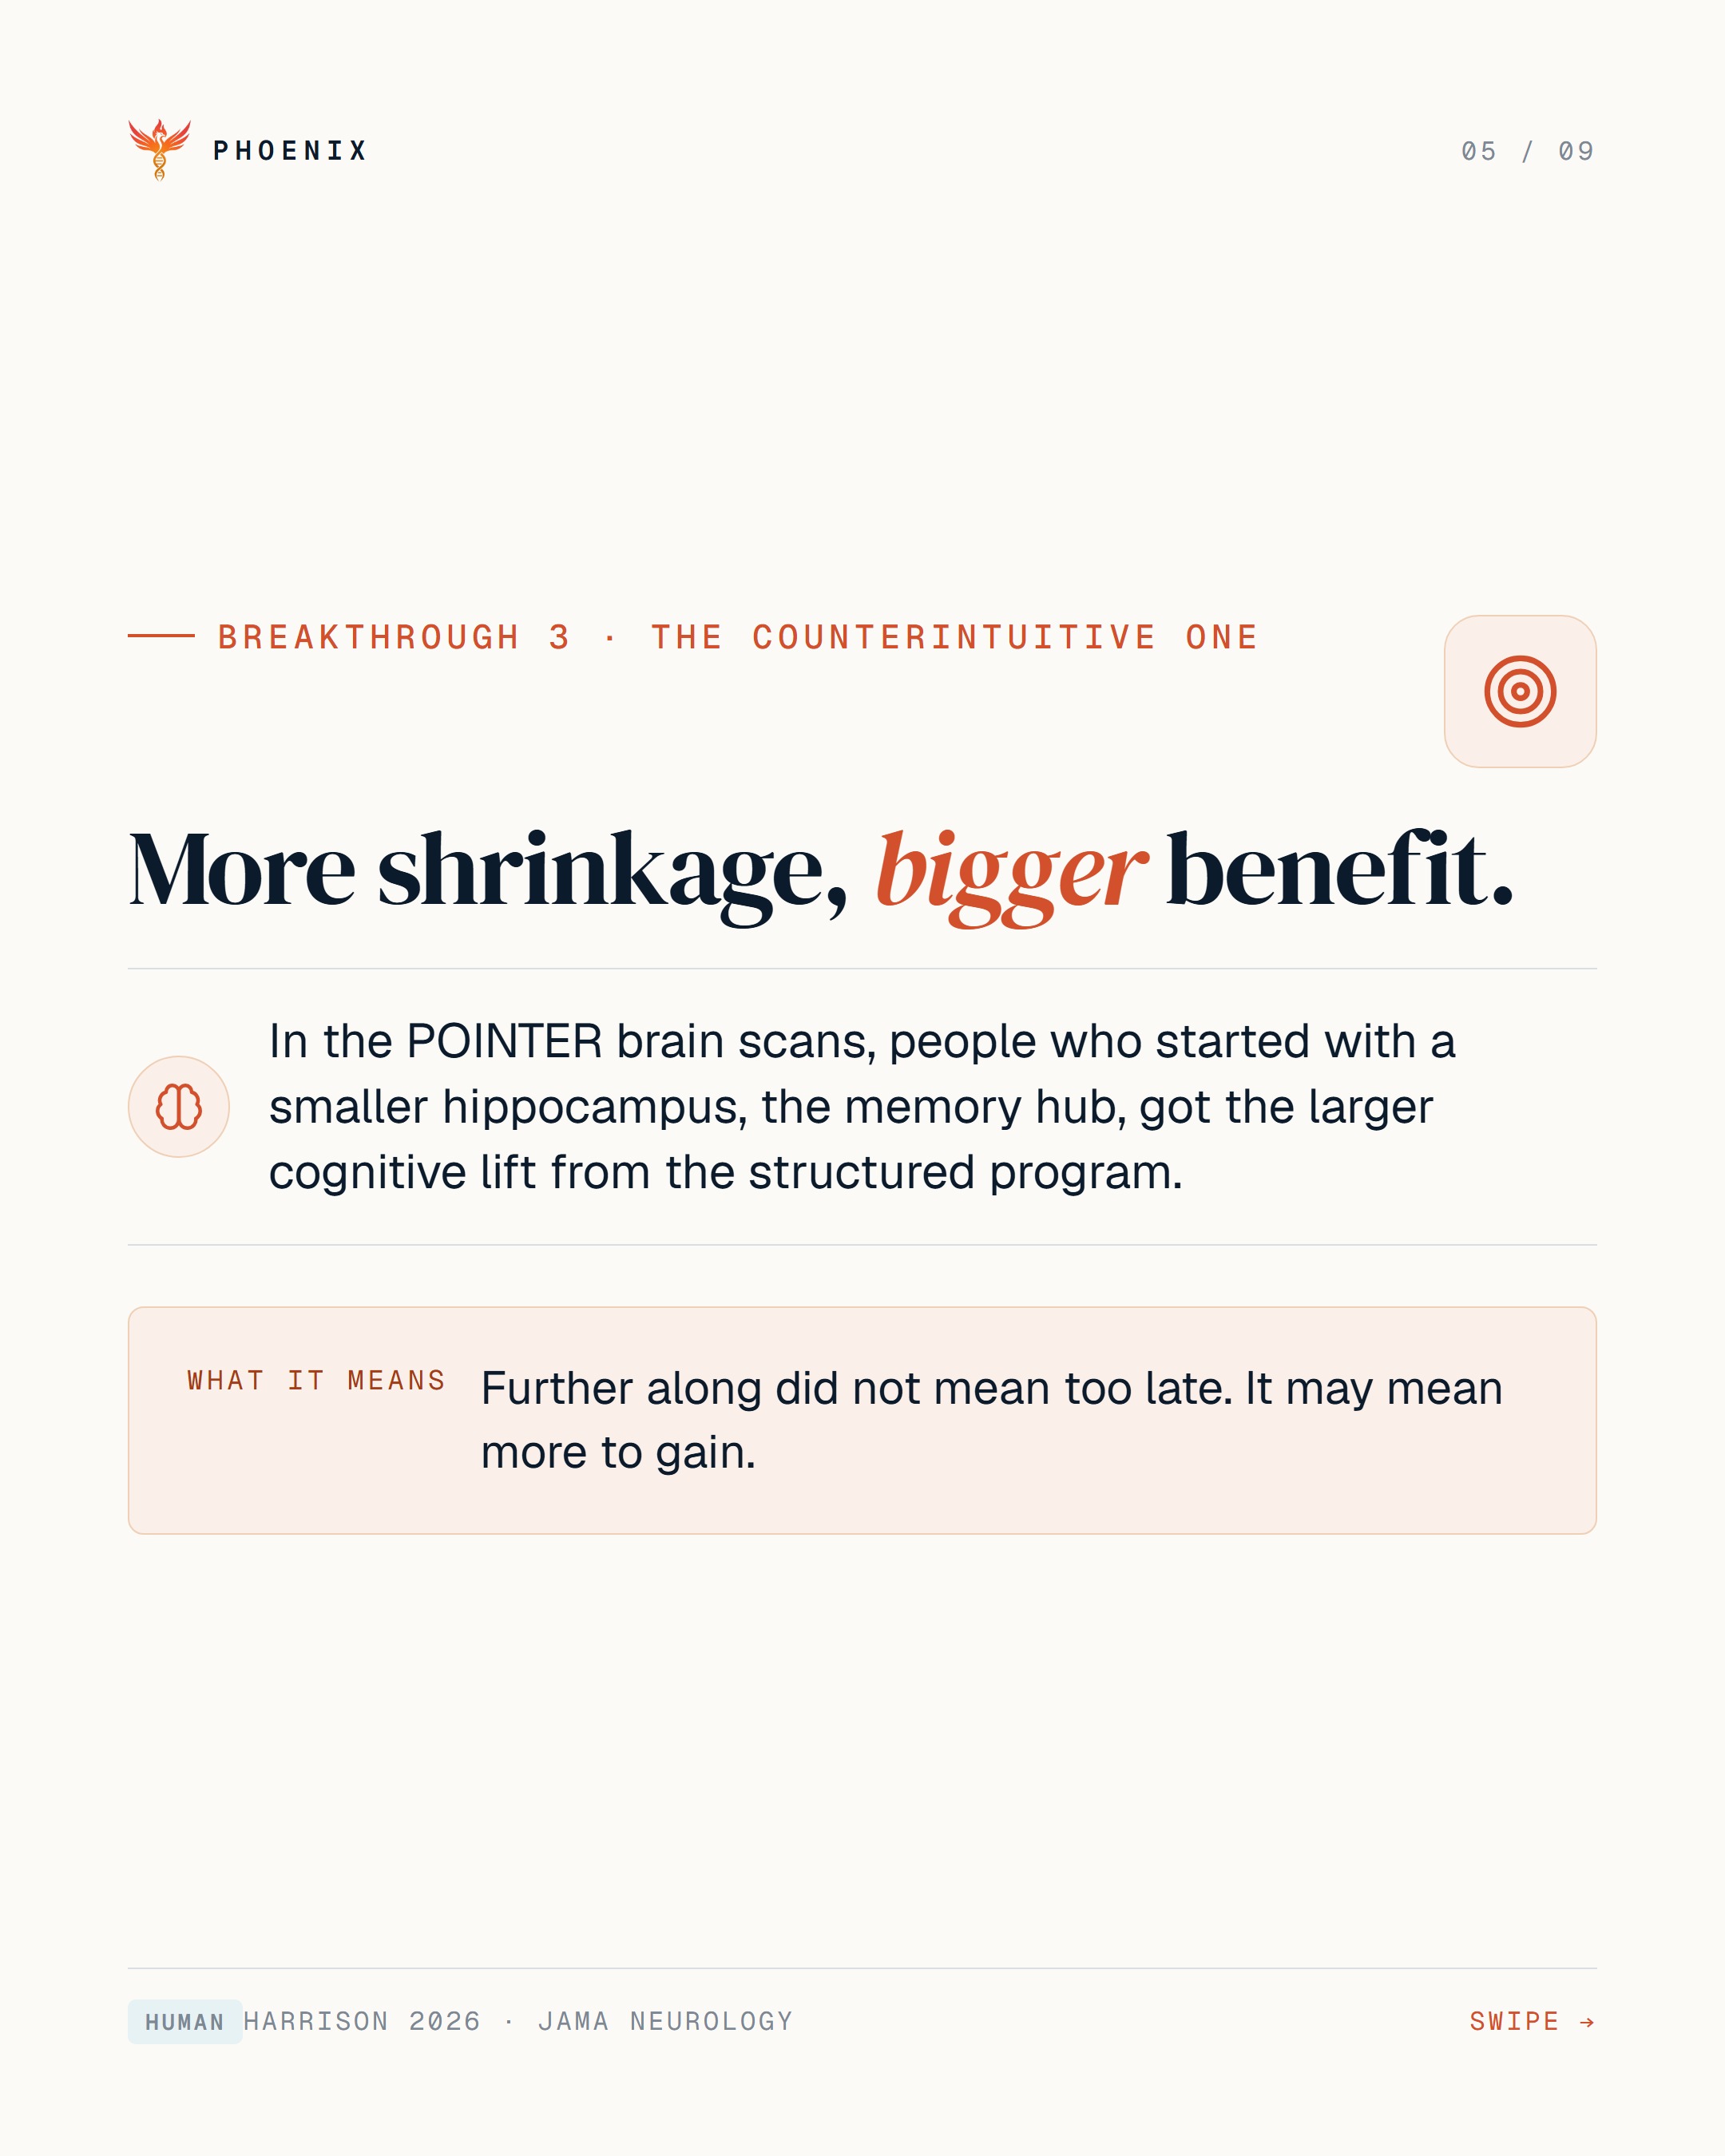 PHOENIX
05 / 09
BREAKTHROUGH 3 · THE COUNTERINTUITIVE ONE
More shrinkage, bigger benefit.
In the POINTER brain scans, people who started with a
smaller hippocampus, the memory hub, got the larger
cognitive lift from the structured program.
WHAT IT MEANS
Further along did not mean too late. It may mean
more to gain.
HUMAN HARRISON 2026 · JAMA NEUROLOGY
SWIPE →